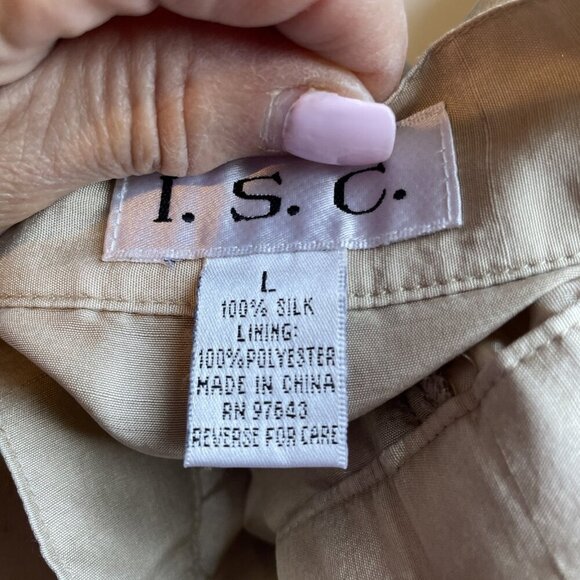 I. S. C.
L
100% SILK
LINING:
100%POLYESTER
MADE IN CHINA
RN 97643
REVERSE FOR CARE